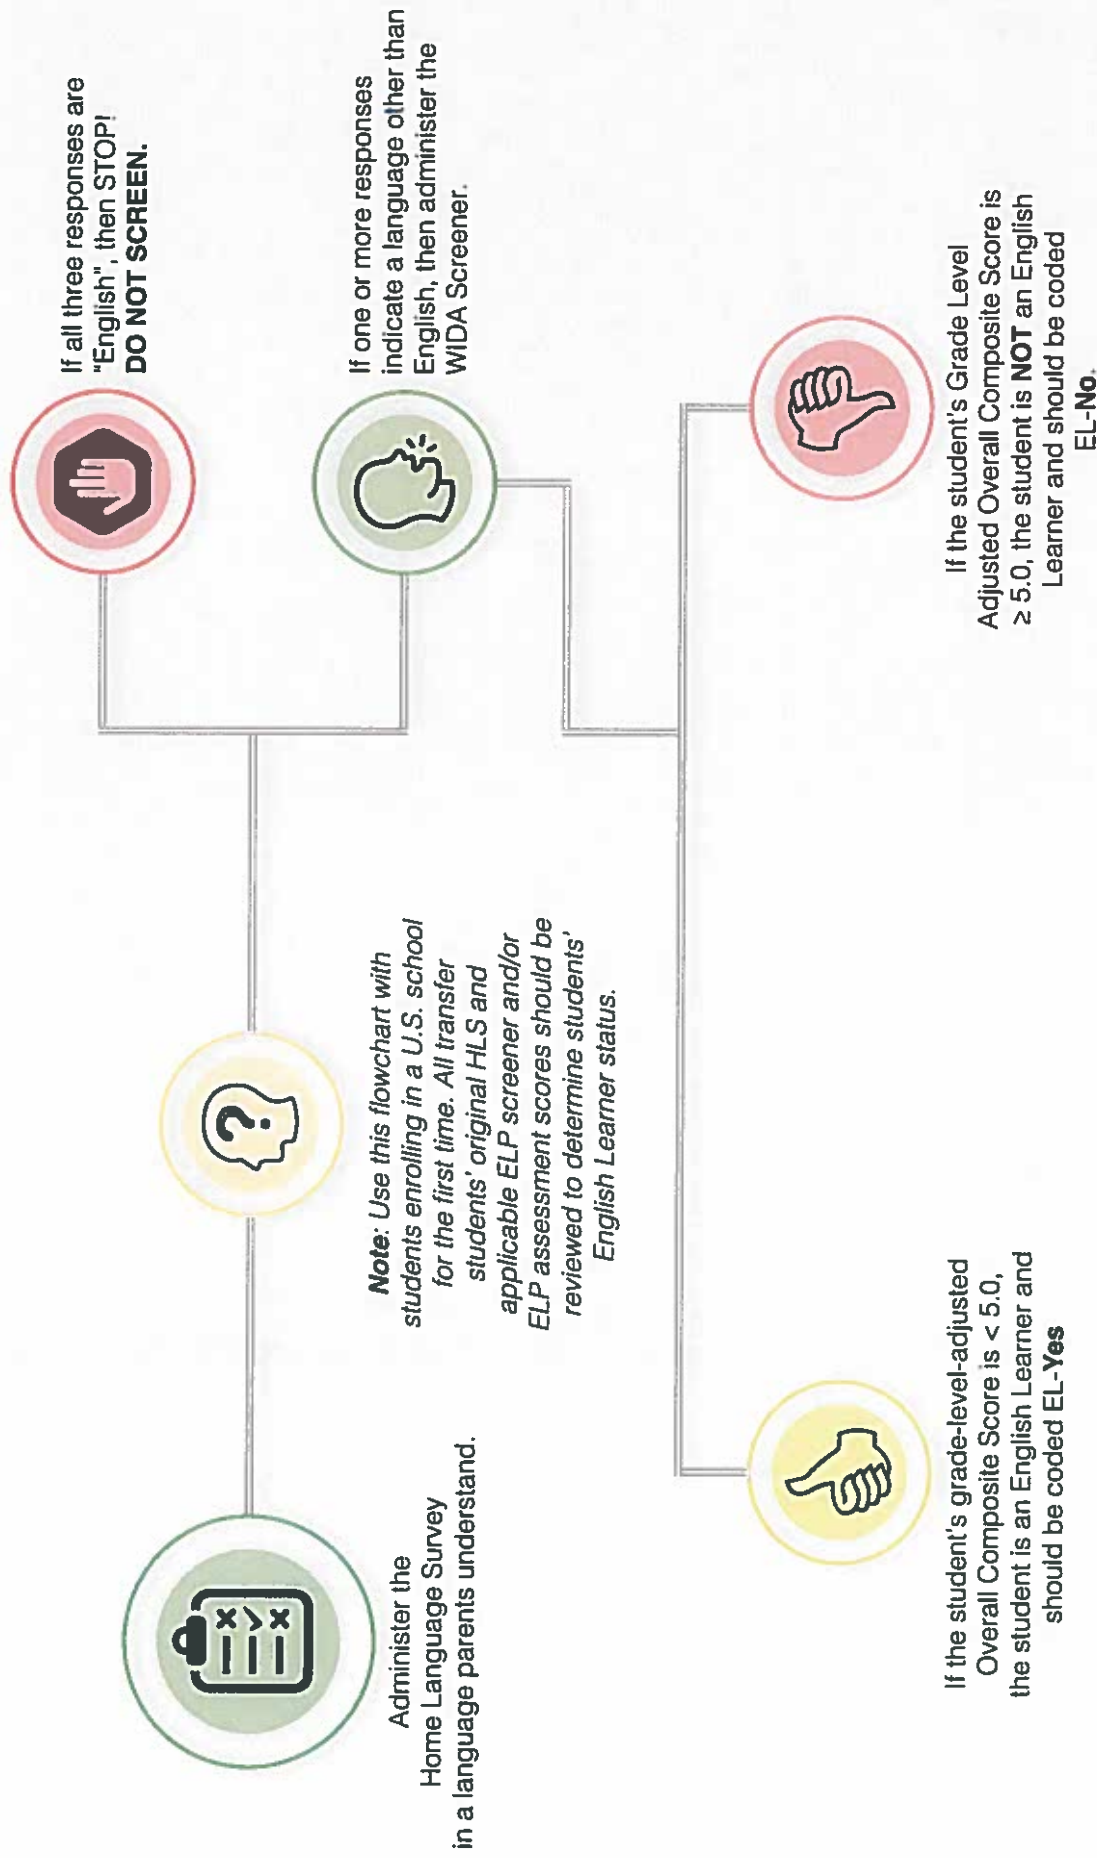 Administer the
Home Language Survey
in a language parents understand.
Note: Use this flowchart with
students enrolling in a U.S. school
for the first time. All transfer
students' original HLS and
applicable ELP screener and/or
ELP assessment scores should be
reviewed to determine students'
English Learner status.
If all three responses are
"English", then STOP!
DO NOT SCREEN.
If one or more responses
indicate a language other than
English, then administer the
WIDA Screener.
If the student's grade-level-adjusted
Overall Composite Score is < 5.0,
the student is an English Learner and
should be coded EL-Yes
If the student's Grade Level
Adjusted Overall Composite Score is
≥ 5.0, the student is NOT an English
Learner and should be coded
EL-No.